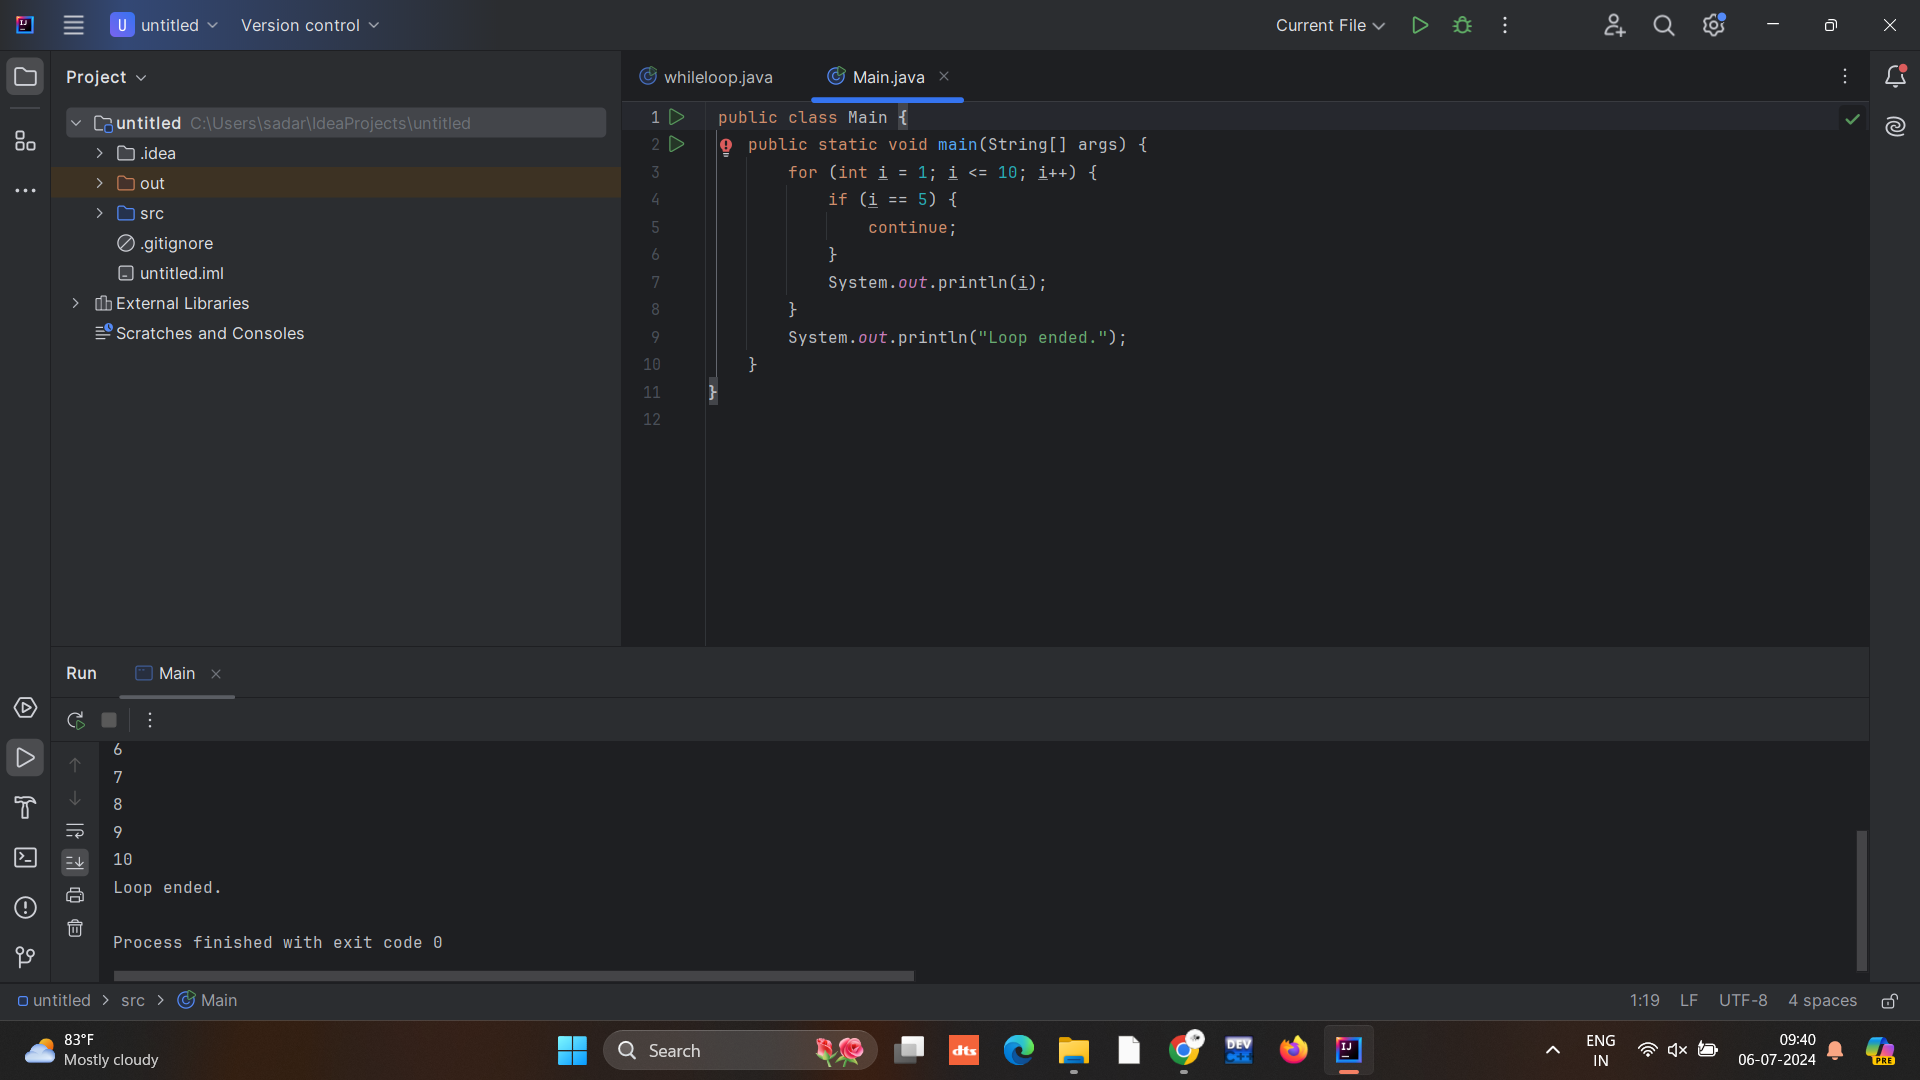 U untitled Version control Current File
Project
whileloop.java Main.java
untitled C:\Users\sadar\IdeaProjects\untitled
.idea
out
src
.gitignore
untitled.iml
External Libraries
Scratches and Consoles
1 public class Main {
2 public static void main(String[] args) {
3 for (int i = 1; i <= 10; i++) {
4 if (i == 5) {
5 continue;
6 }
7 System.out.println(i);
8 }
9 System.out.println("Loop ended.");
10 }
11 }
12
Run Main
6
7
8
9
10
Loop ended.
Process finished with exit code 0
untitled > src > Main 1:19 LF UTF-8 4 spaces
83°F
Mostly cloudy
Search
dts
DEV
C++
IJ
ENG
IN
09:40
06-07-2024
PRE